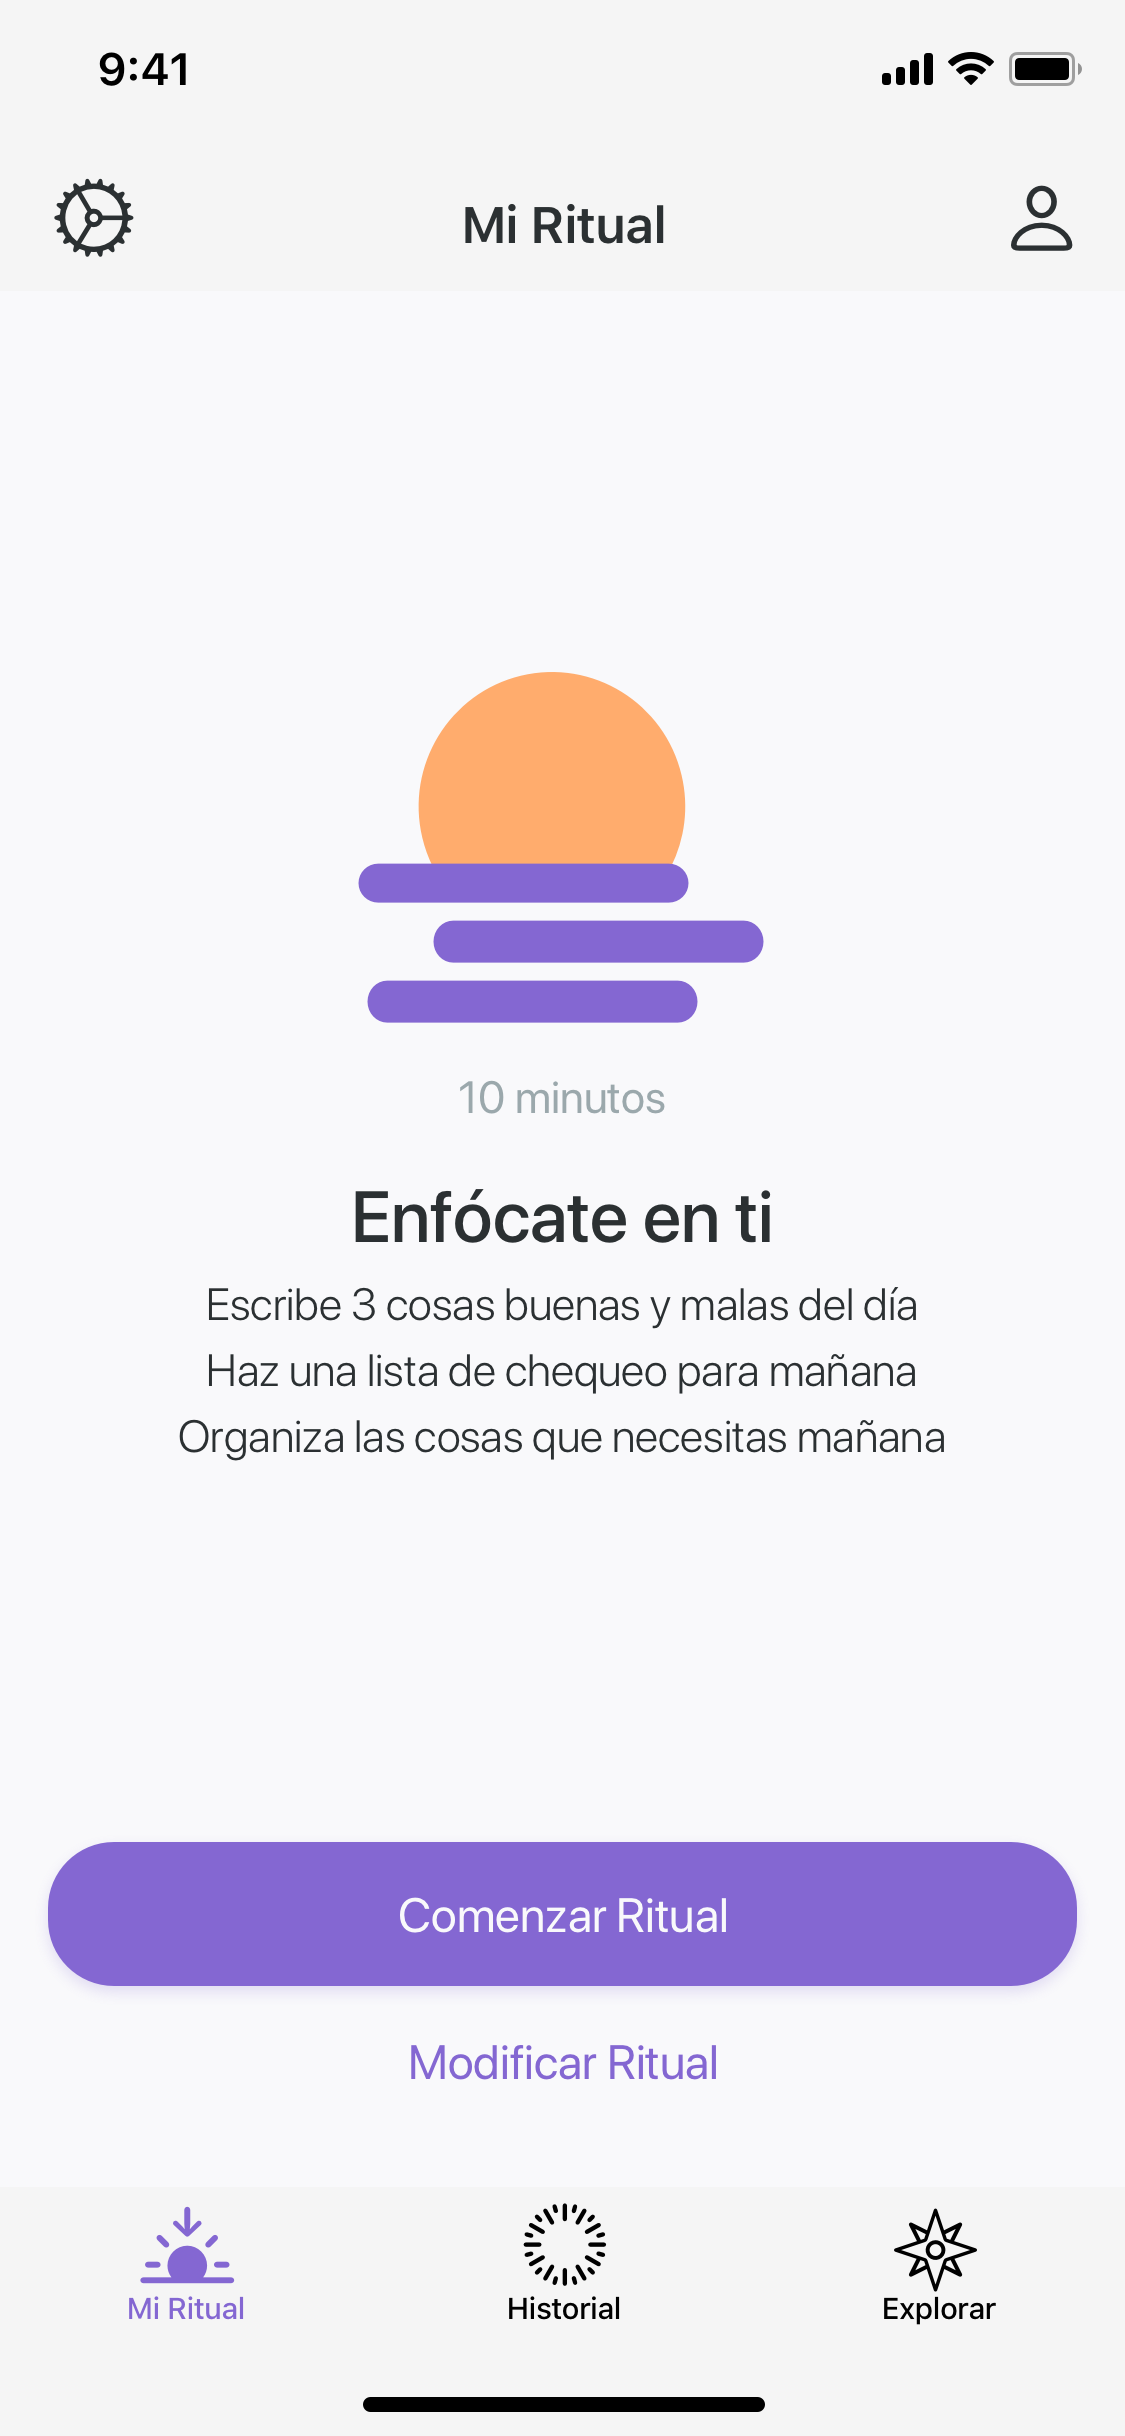 9:41
Mi Ritual
10 minutos
Enfócate en ti
Escribe 3 cosas buenas y malas del día
Haz una lista de chequeo para mañana
Organiza las cosas que necesitas mañana
Comenzar Ritual
Modificar Ritual
Mi Ritual
Historial
Explorar